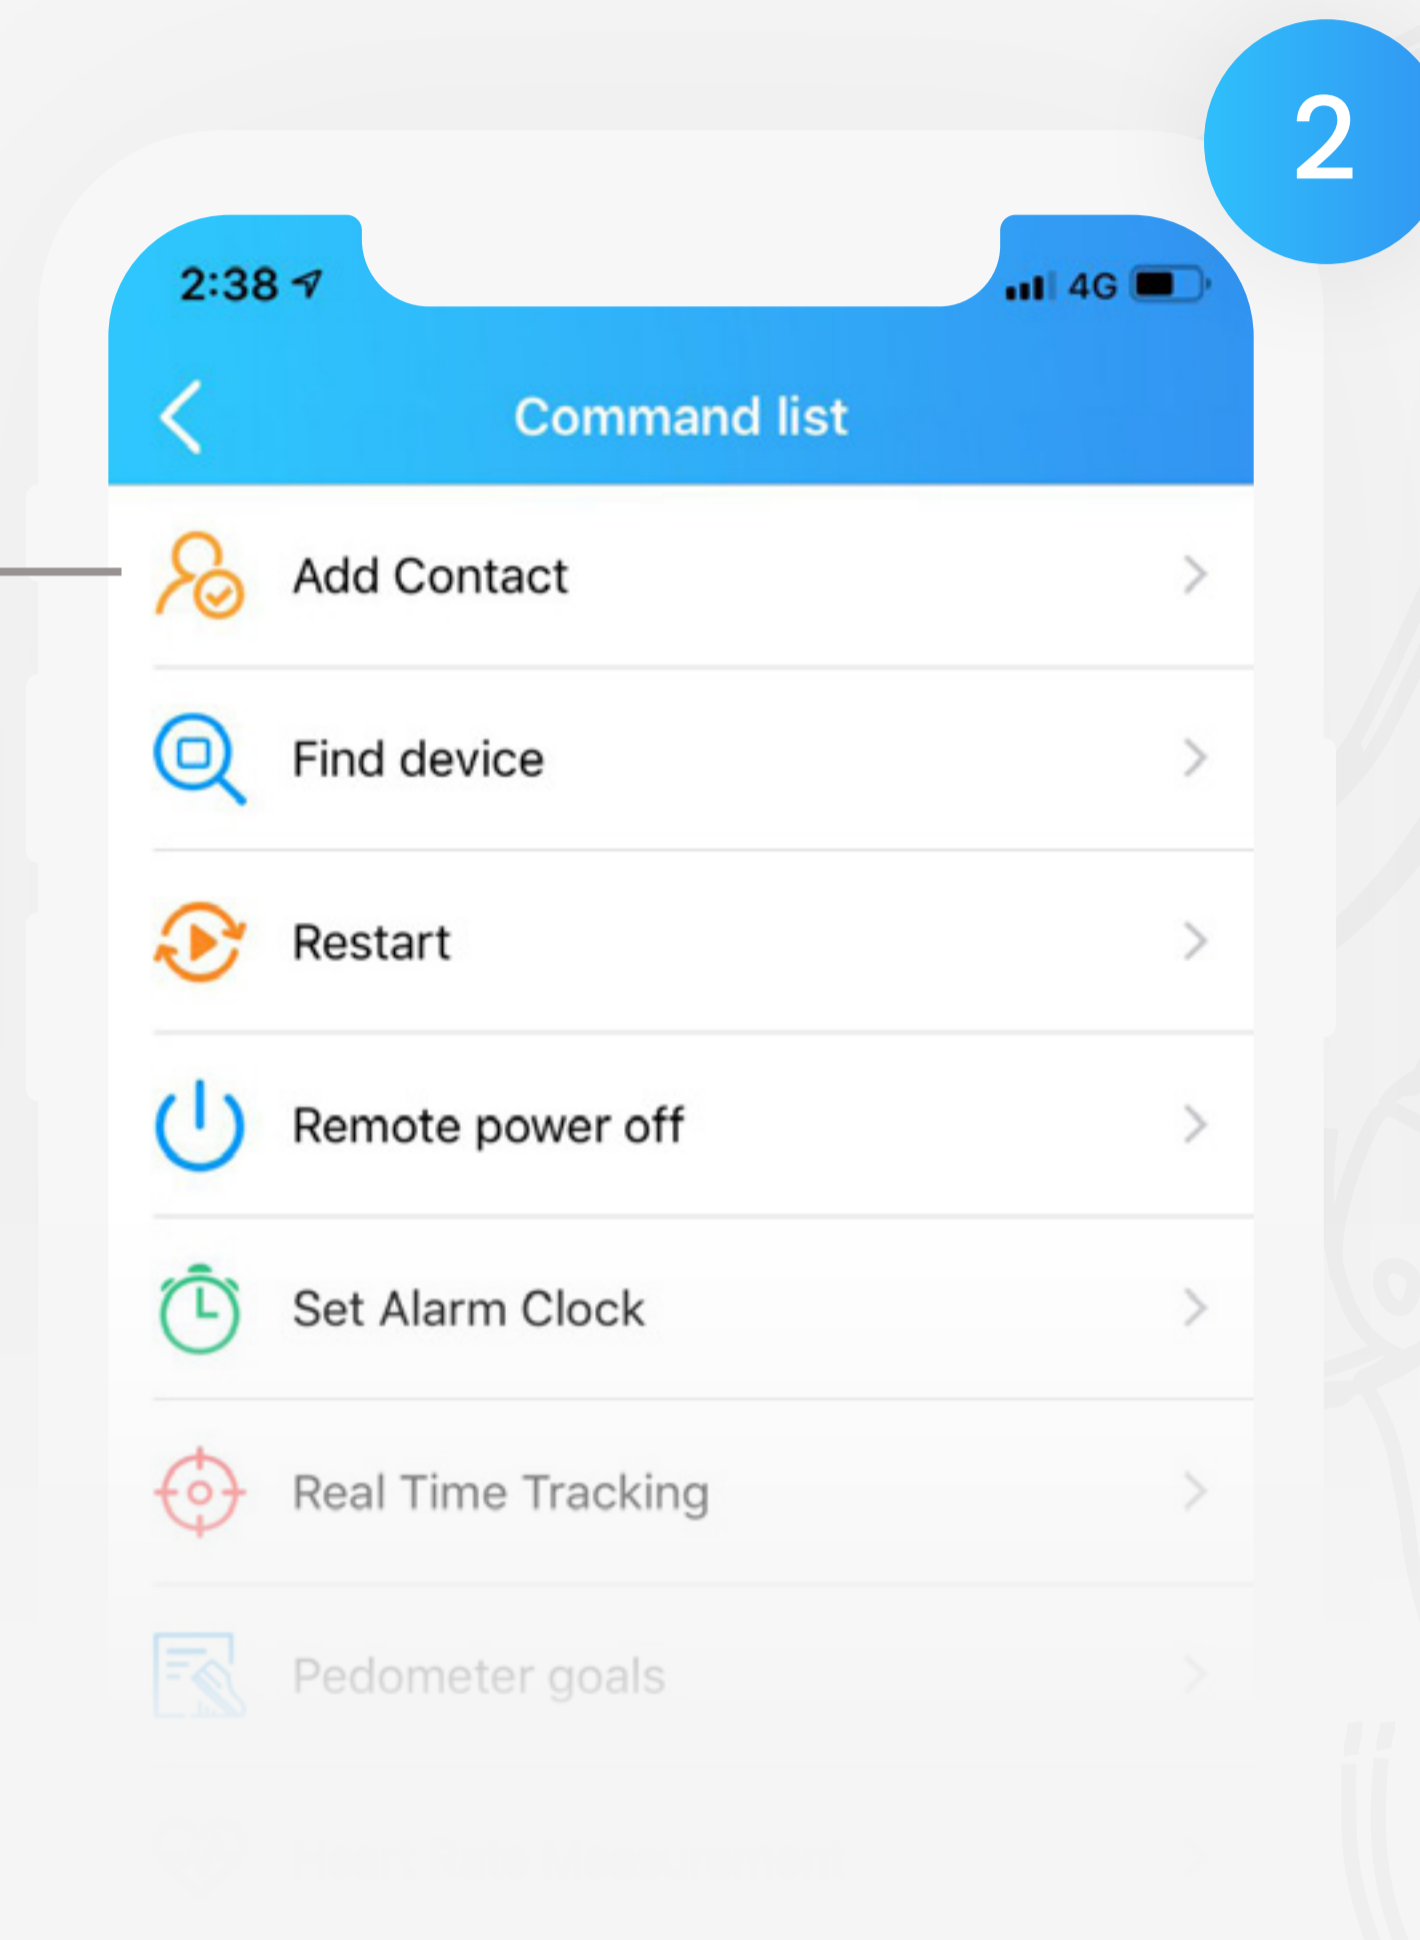 2
2:38 4G
Command list
Add Contact
Find device
Restart
Remote power off
Set Alarm Clock
Real Time Tracking
Pedometer goals